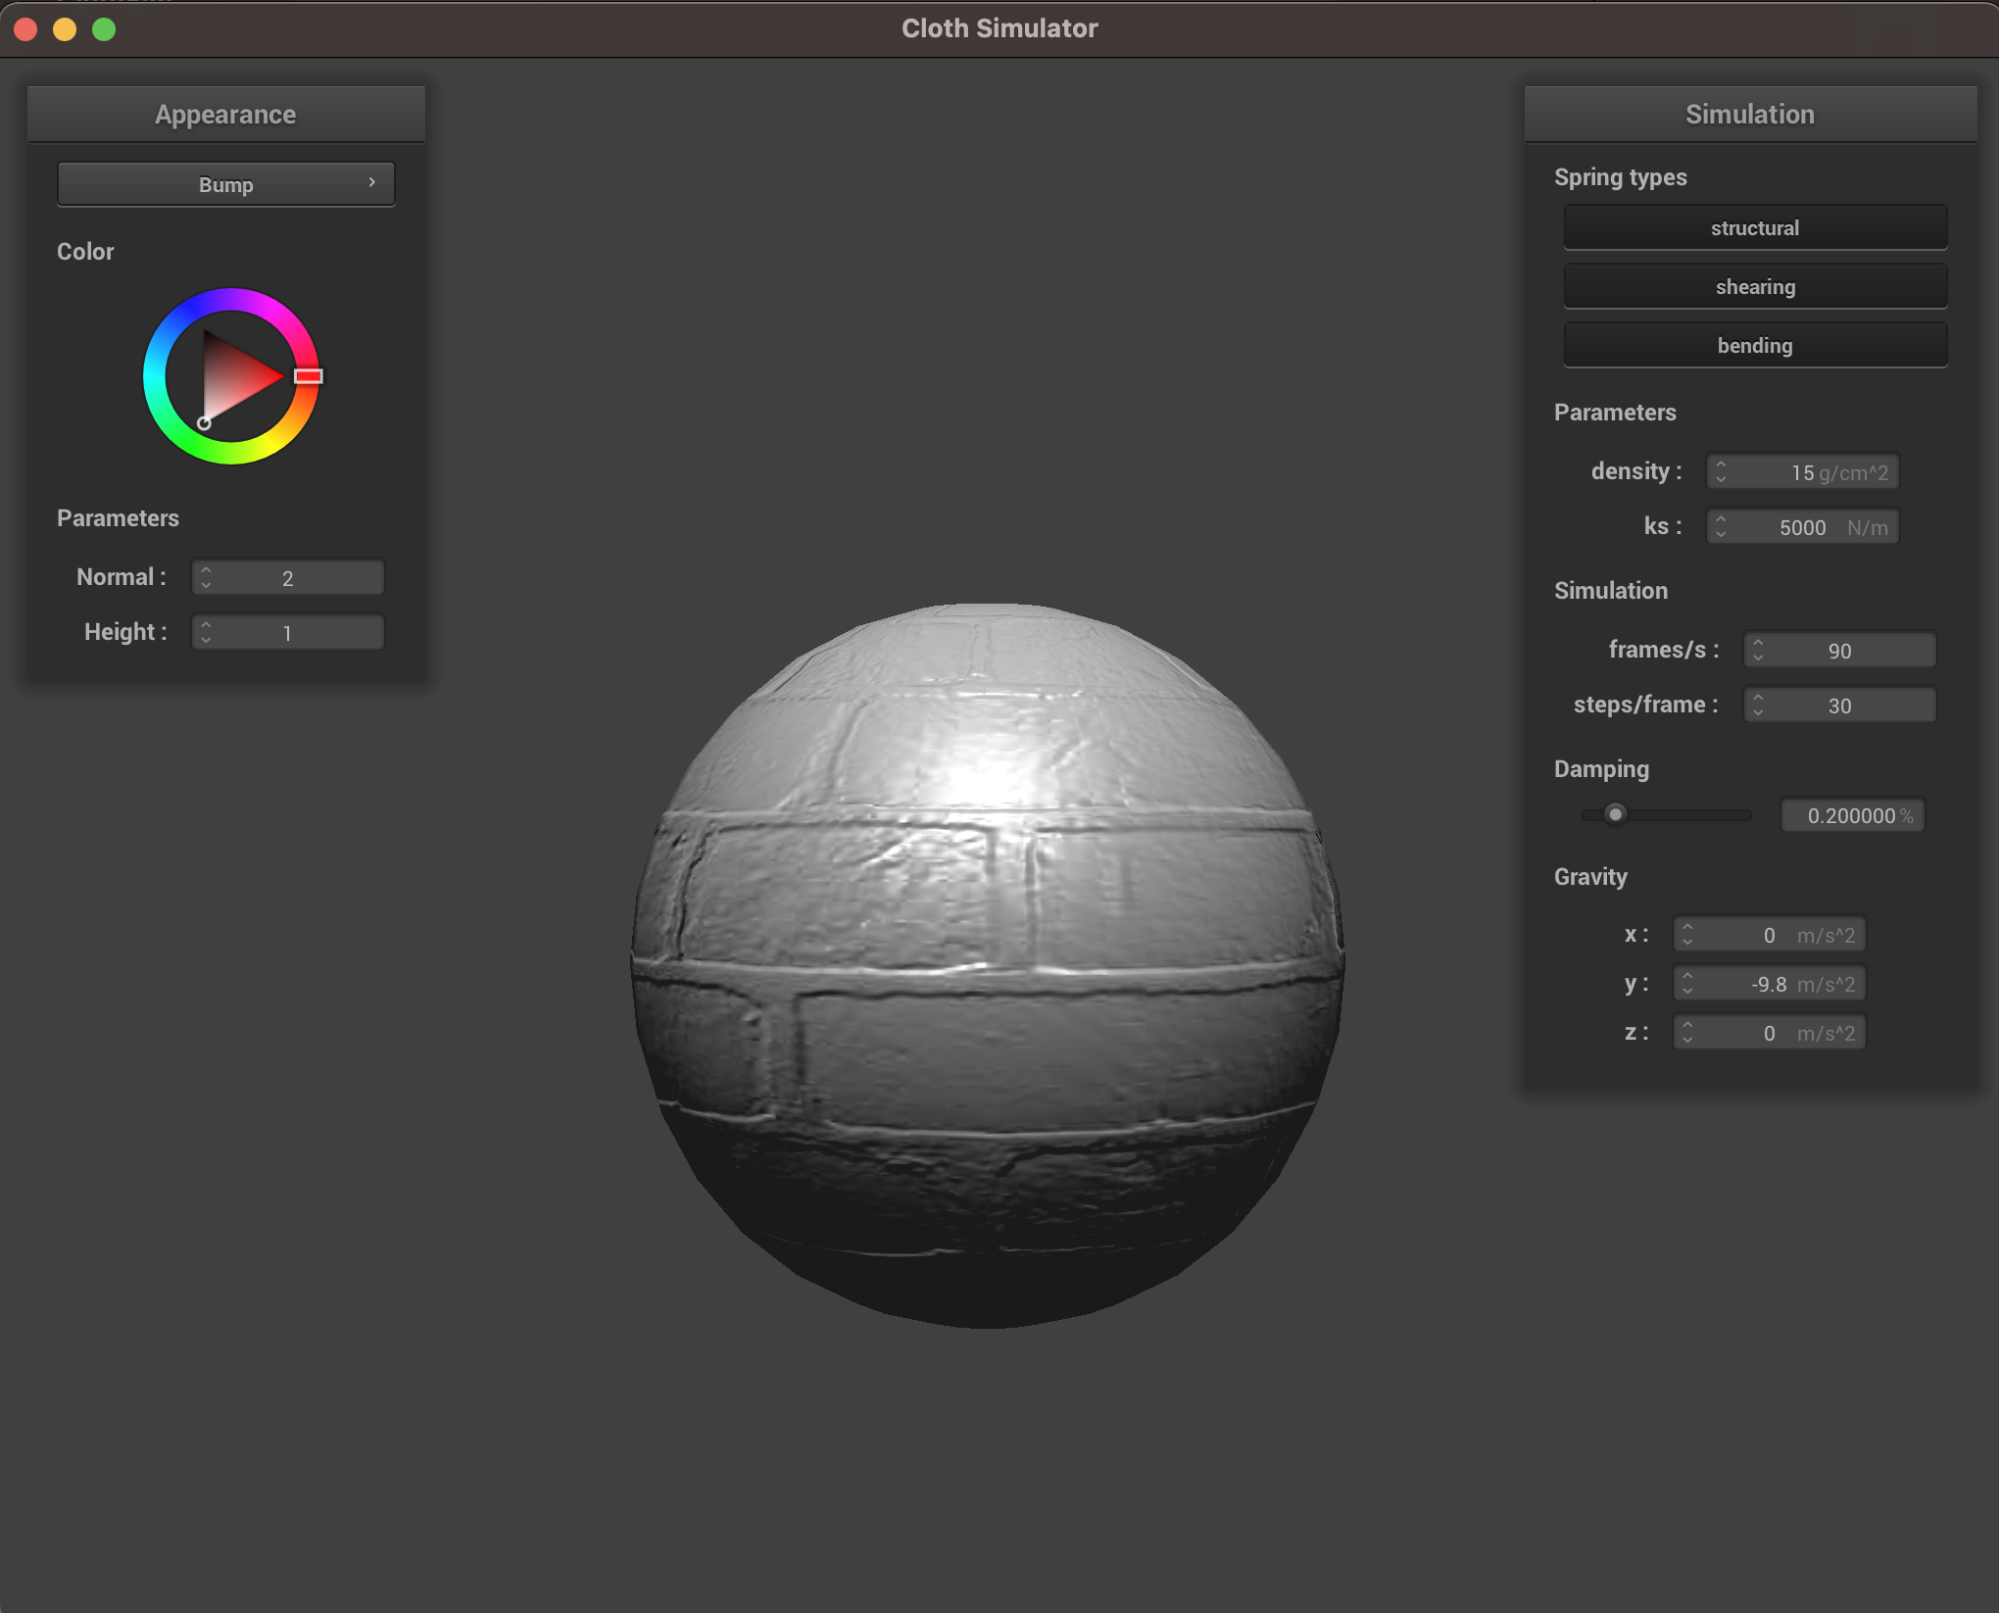 Cloth Simulator
Appearance
Bump
Color
Parameters
Normal : 2
Height : 1
Simulation
Spring types
structural
shearing
bending
Parameters
density : 15 g/cm^2
ks : 5000 N/m
Simulation
frames/s : 90
steps/frame : 30
Damping
0.200000 %
Gravity
x : 0 m/s^2
y : -9.8 m/s^2
z : 0 m/s^2